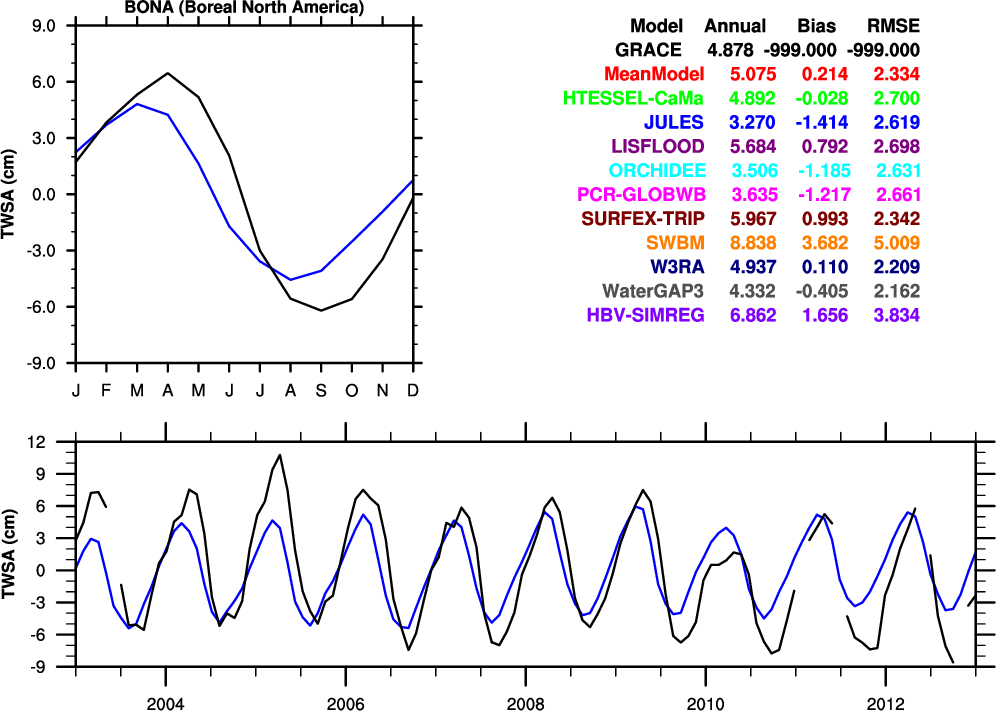 BONA (Boreal North America)
9.0
6.0
3.0
0.0
-3.0
-6.0
-9.0
TWSA (cm)
J F M A M J J A S O N D
Model Annual Bias RMSE
GRACE 4.878 -999.000 -999.000
MeanModel 5.075 0.214 2.334
HTESSEL-CaMa 4.892 -0.028 2.700
JULES 3.270 -1.414 2.619
LISFLOOD 5.684 0.792 2.698
ORCHIDEE 3.506 -1.185 2.631
PCR-GLOBWB 3.635 -1.217 2.661
SURFEX-TRIP 5.967 0.993 2.342
SWBM 8.838 3.682 5.009
W3RA 4.937 0.110 2.209
WaterGAP3 4.332 -0.405 2.162
HBV-SIMREG 6.862 1.656 3.834
12
9
6
3
0
-3
-6
-9
TWSA (cm)
2004 2006 2008 2010 2012